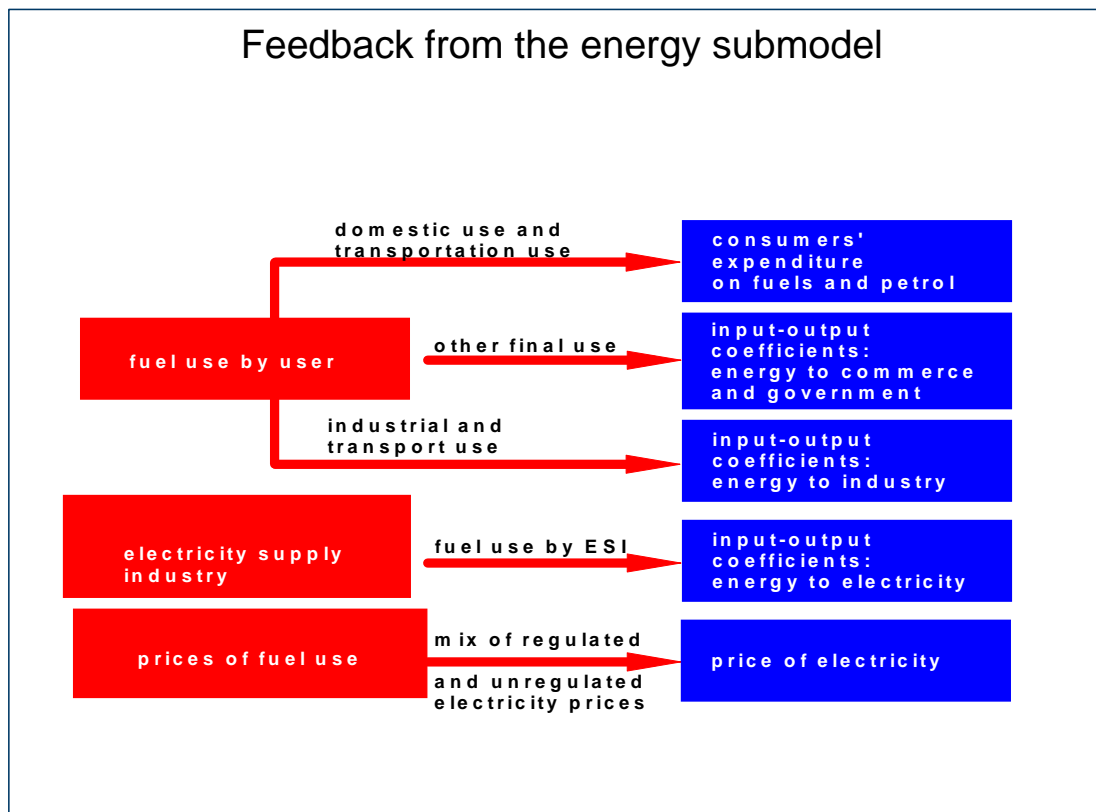 Feedback from the energy submodel
domestic use and
transportation use
consumers'
expenditure
on fuels and petrol
fuel use by user
other final use
input-output
coefficients:
energy to commerce
and government
industrial and
transport use
input-output
coefficients:
energy to industry
electricity supply
industry
fuel use by ESI
input-output
coefficients:
energy to electricity
prices of fuel use
mix of regulated
and unregulated
electricity prices
price of electricity